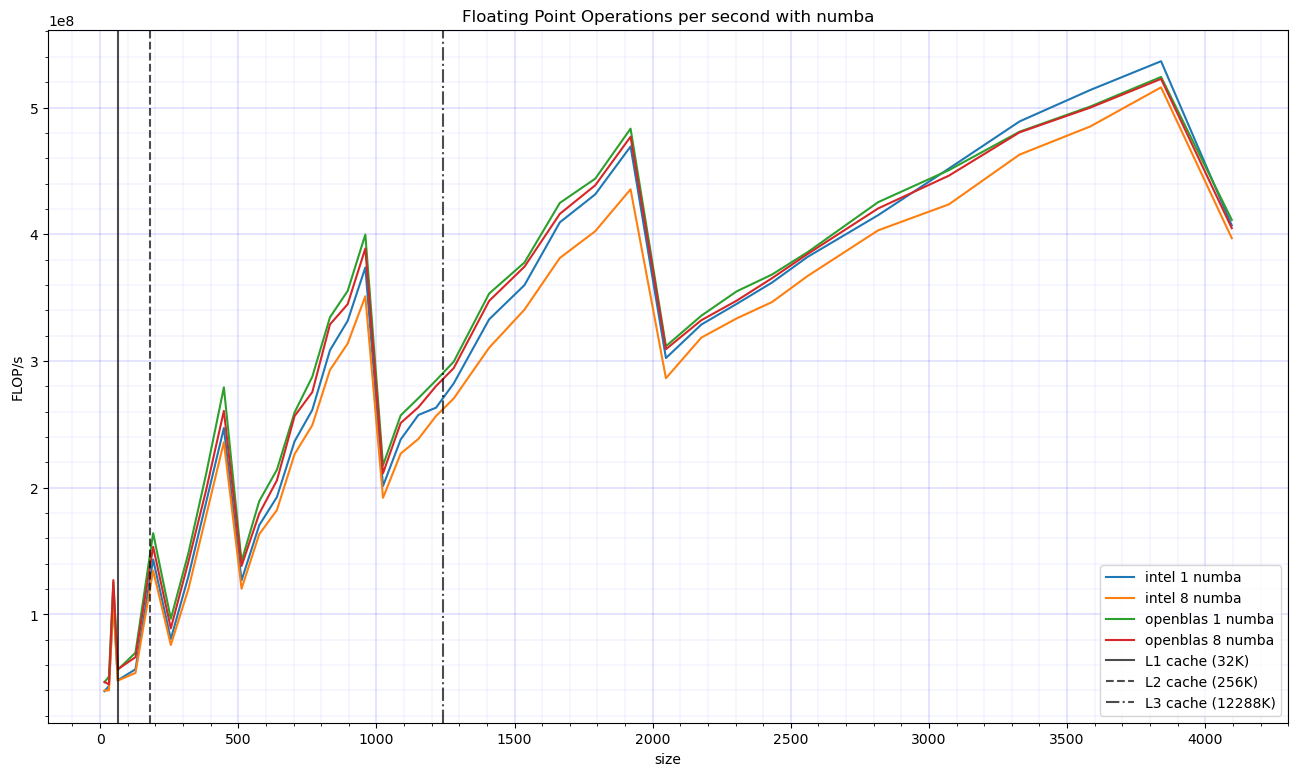 Floating Point Operations per second with numba
1e8
5
4
3
2
1
FLOP/s
0
500
1000
1500
2000
2500
3000
3500
4000
size
intel 1 numba
intel 8 numba
openblas 1 numba
openblas 8 numba
L1 cache (32K)
L2 cache (256K)
L3 cache (12288K)